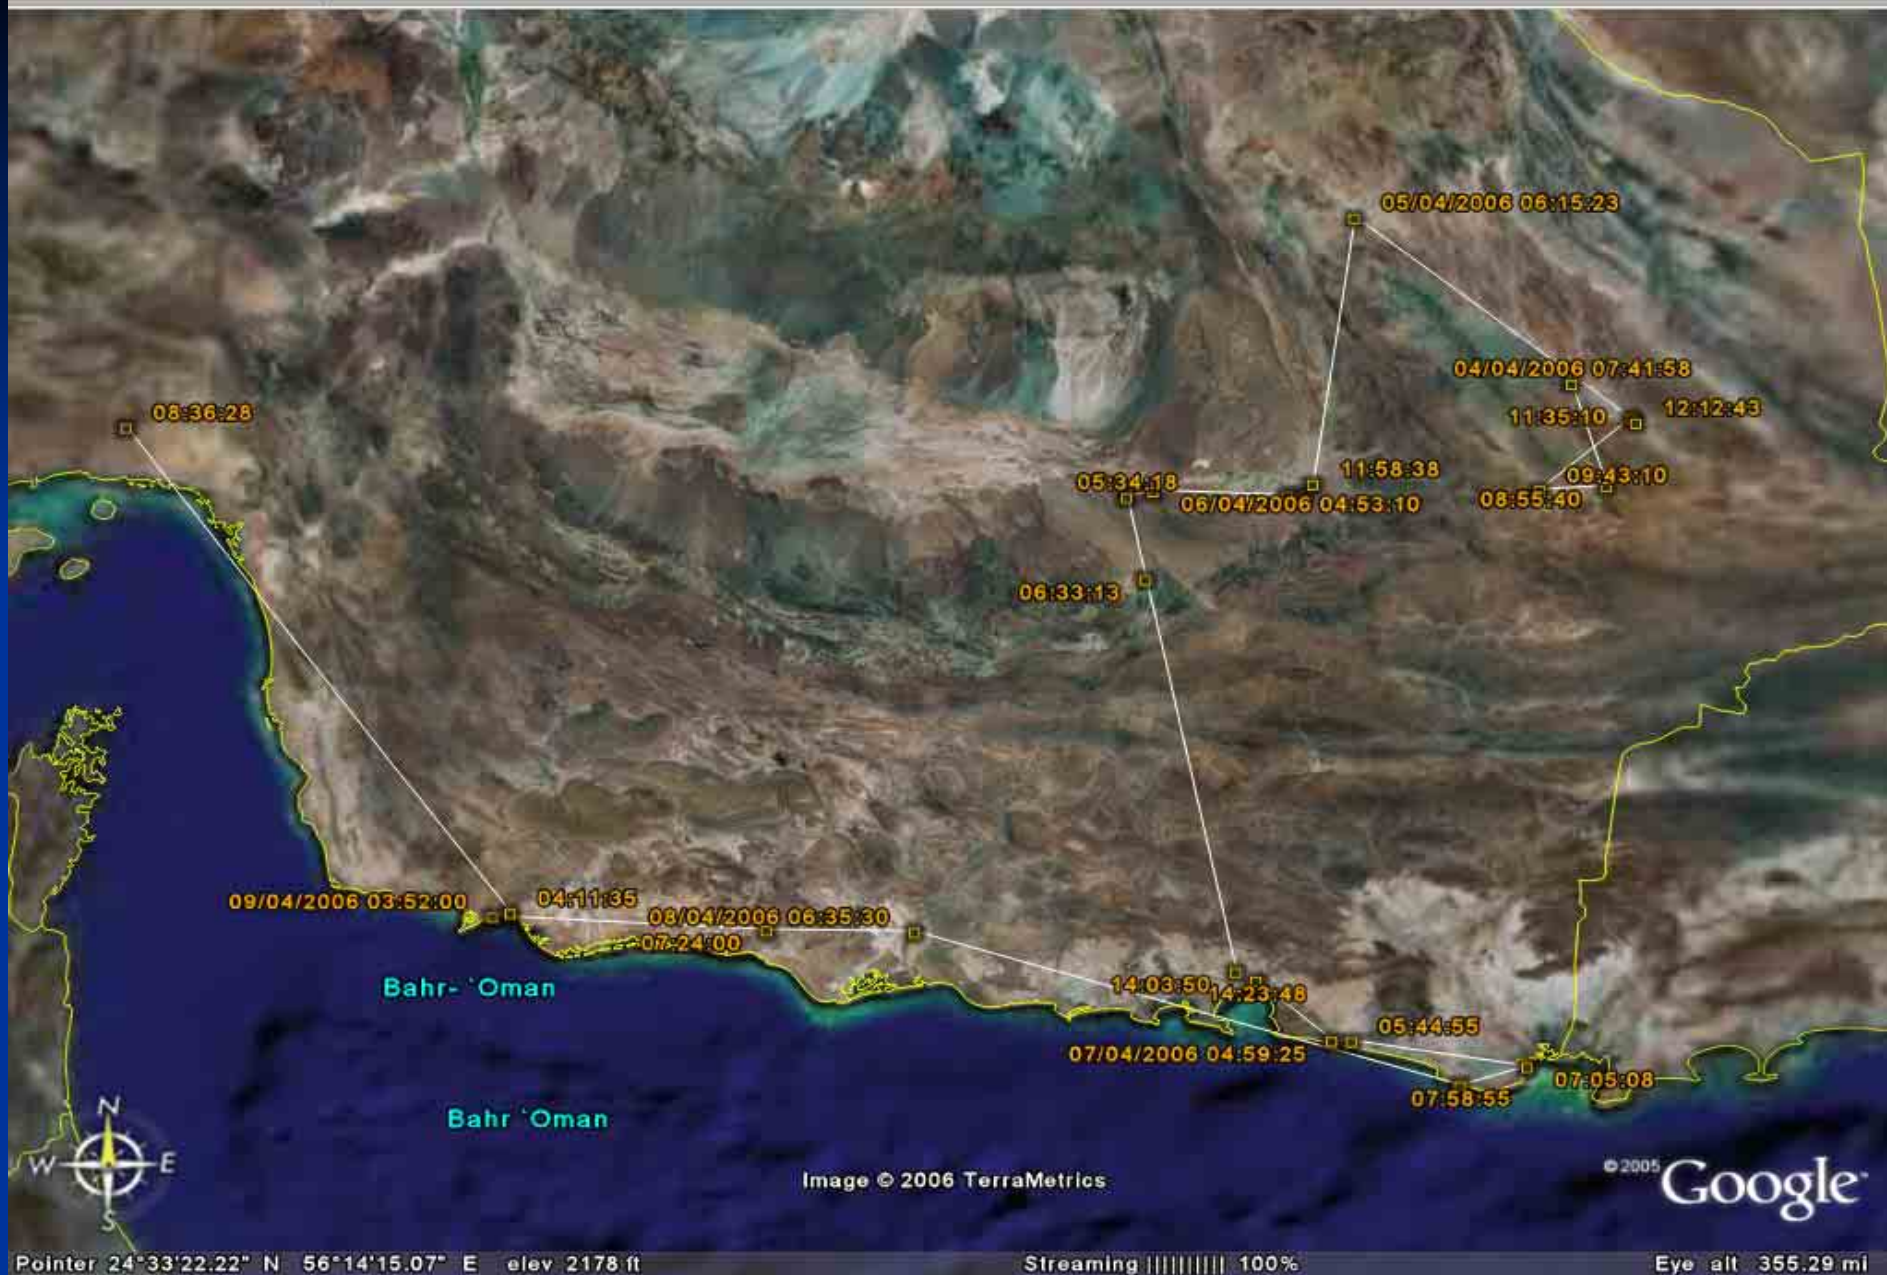 05/04/2006 06:15:23
04/04/2006 07:41:58
08:36:28
11:35:10
12:12:43
11:58:38
09:43:10
05:34:18
06/04/2006 04:53:10
08:55:40
06:33:13
09/04/2006 03:52:00
04:11:35
08/04/2006 06:35:30
07:24:00
Bahr- ‘Oman
14:03:50
14:23:48
05:44:55
07/04/2006 04:59:25
07:05:08
07:58:55
Bahr ‘Oman
N
W
E
S
Image © 2006 TerraMetrics
© 2005 Google™
Pointer 24°33'22.22" N 56°14'15.07" E elev 2178 ft
Streaming |||||||||| 100%
Eye alt 355.29 mi